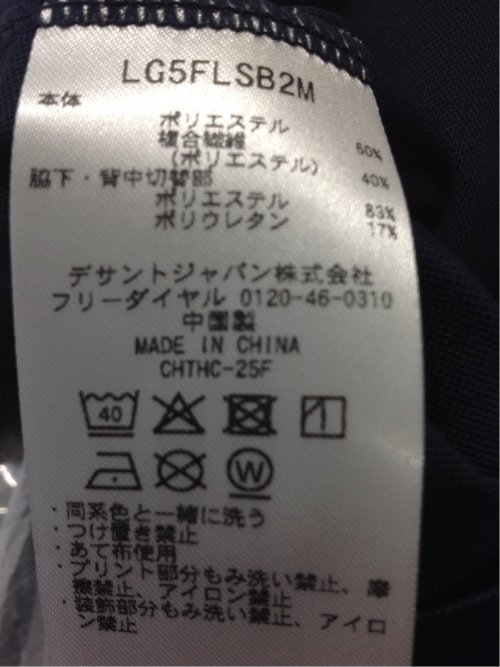 LG5FLSB2M
本体
ポリエステル 60%
複合繊維
(ポリエステル) 40%
脇下・背中切替部
ポリエステル 83%
ポリウレタン 17%
デサントジャパン株式会社
フリーダイヤル 0120-46-0310
中国製
MADE IN CHINA
CHTHC-25F
40
W
・同系色と一緒に洗う
・つけ置き禁止
・あて布使用
・プリント部分もみ洗い禁止、摩
擦禁止、アイロン禁止
・装飾部分もみ洗い禁止、アイロ
ン禁止